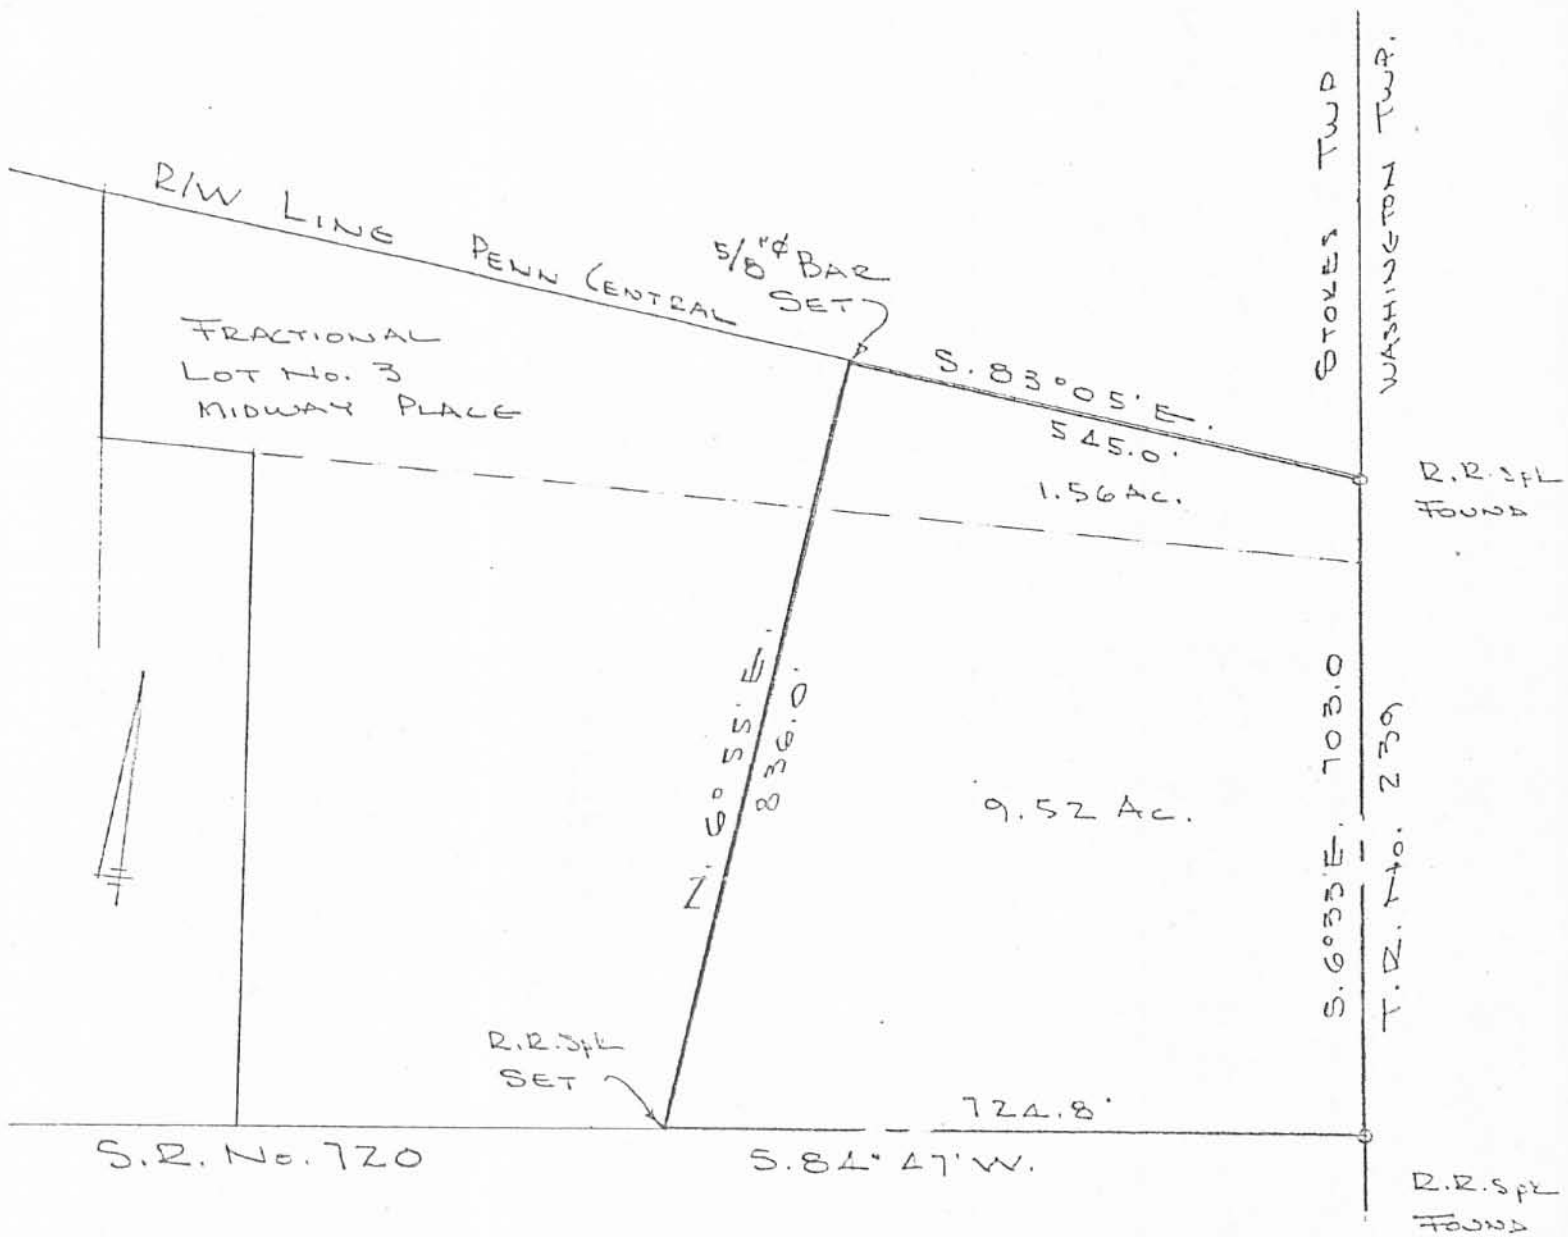 STOKES TWP
WASHINGTON TWP.
R/W LINE PENN CENTRAL
5/8"¢ BAR
SET
FRACTIONAL
LOT No. 3
MIDWAY PLACE
S. 83°05' E.
545.0'
1.56 Ac.
R.R. Spk
FOUND
N. 6° 55' E.
836.0'
9.52 Ac.
S. 6°33' E. 703.0
T.R. No. 239
R.R. Spk
SET
724.8'
S.R. No. 720
S. 84° 47' W.
R.R. Spk
FOUND